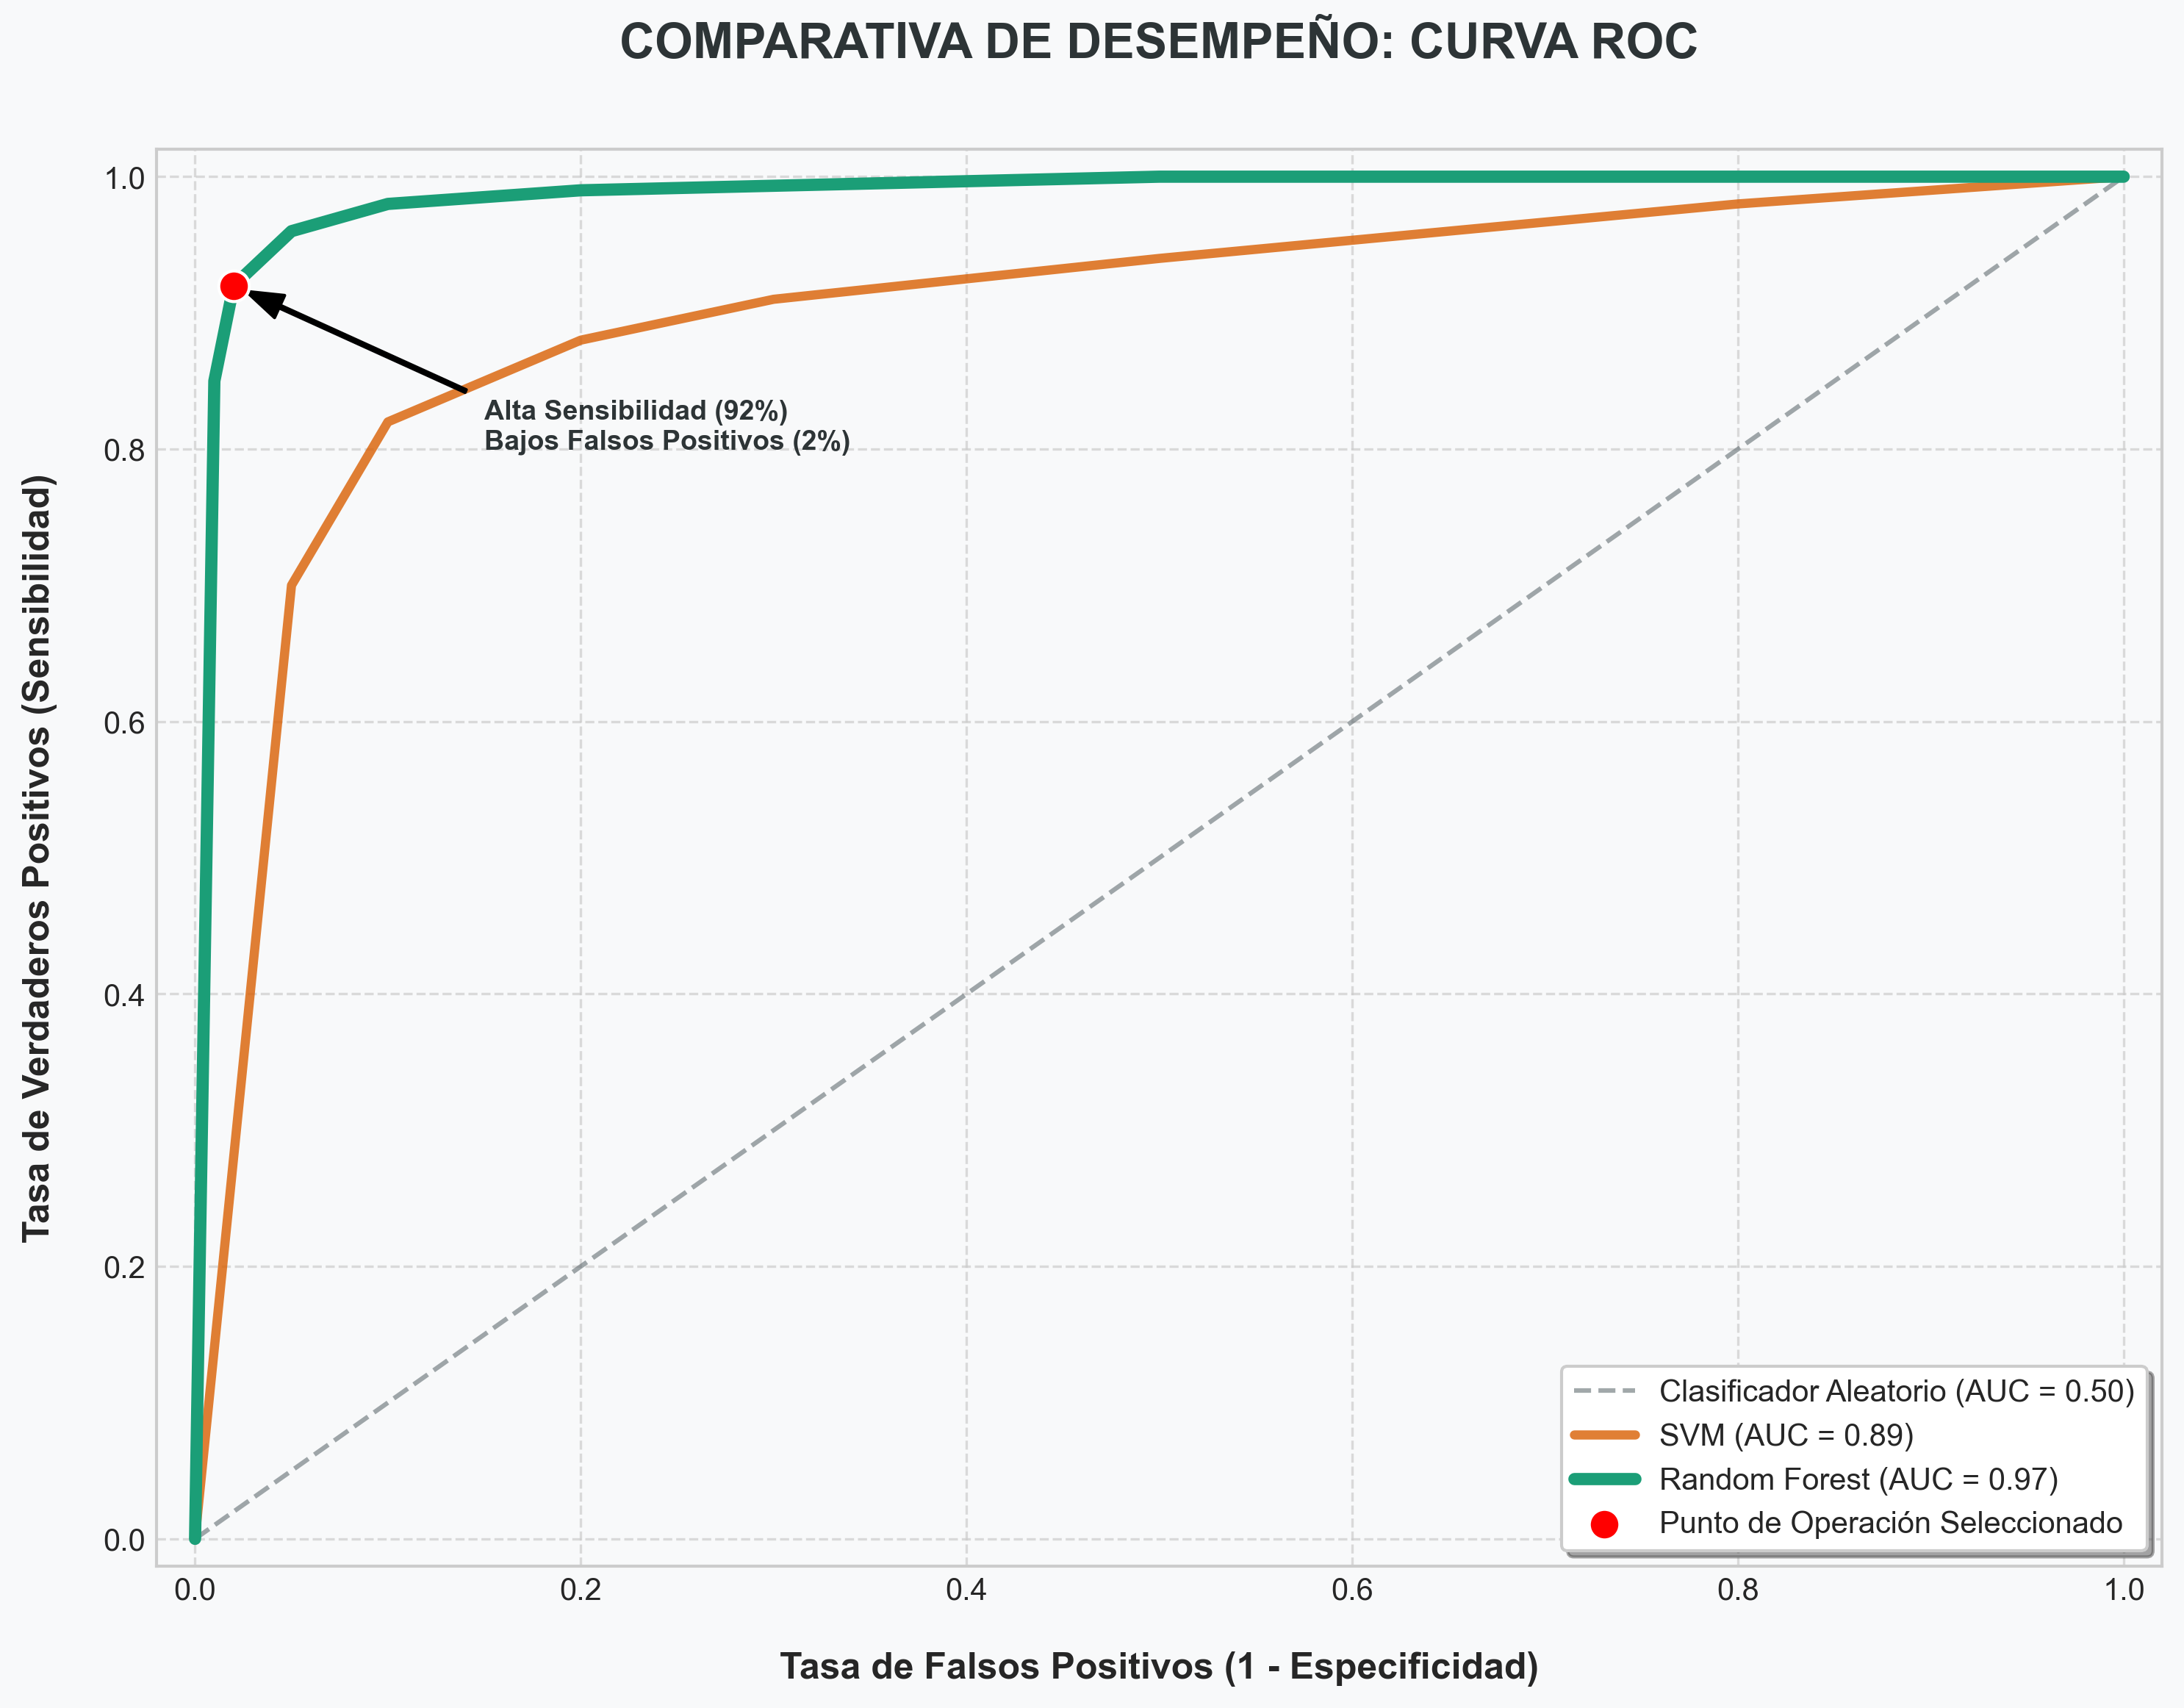 COMPARATIVA DE DESEMPEÑO: CURVA ROC
Tasa de Verdaderos Positivos (Sensibilidad)
1.0
0.8
0.6
0.4
0.2
0.0
Alta Sensibilidad (92%)
Bajos Falsos Positivos (2%)
Clasificador Aleatorio (AUC = 0.50)
SVM (AUC = 0.89)
Random Forest (AUC = 0.97)
Punto de Operación Seleccionado
0.0 0.2 0.4 0.6 0.8 1.0
Tasa de Falsos Positivos (1 - Especificidad)